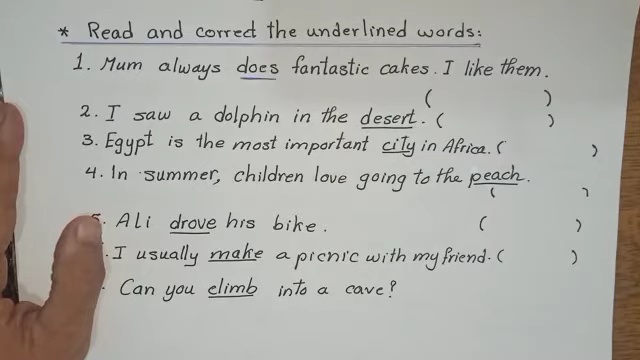 * Read and correct the underlined words:
1. Mum always does fantastic cakes. I like them.
( )
2. I saw a dolphin in the desert. ( )
3. Egypt is the most important city in Africa. ( )
4. In summer, children love going to the peach.
( )
5. Ali drove his bike. ( )
. I usually make a picnic with my friend. ( )
. Can you climb into a cave?